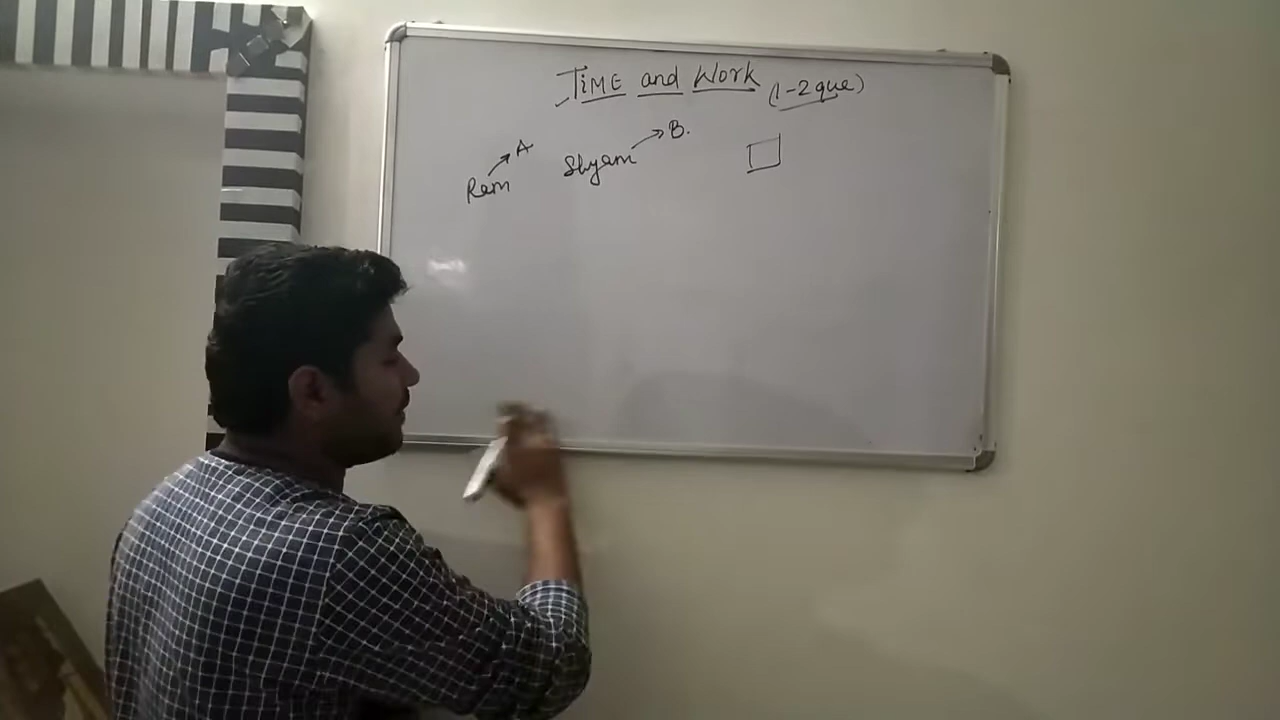 TIME and WORK (1-2 que)
Ram → A Shyam → B.